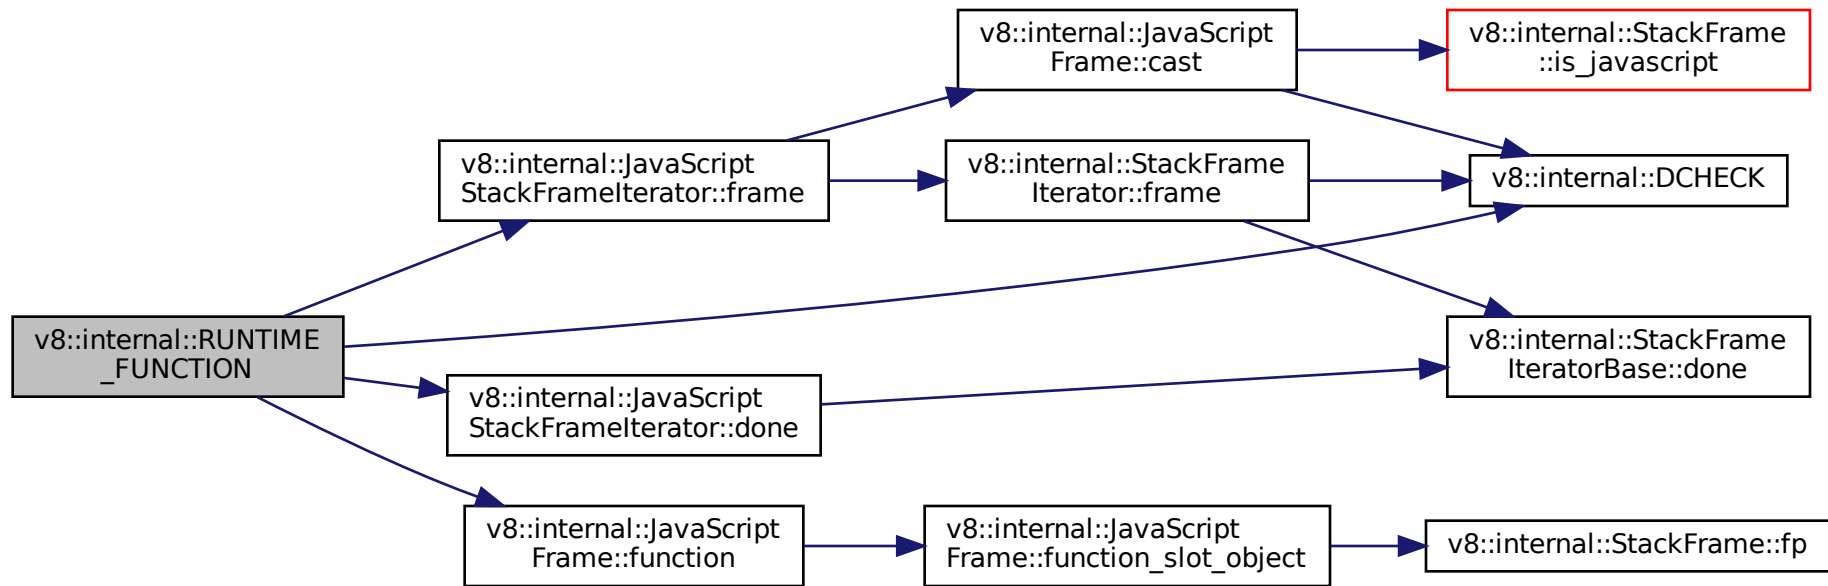 v8::internal::JavaScript
Frame::cast
v8::internal::StackFrame
::is_javascript
v8::internal::JavaScript
StackFrameIterator::frame
v8::internal::StackFrame
Iterator::frame
v8::internal::DCHECK
v8::internal::RUNTIME
_FUNCTION
v8::internal::StackFrame
IteratorBase::done
v8::internal::JavaScript
StackFrameIterator::done
v8::internal::JavaScript
Frame::function
v8::internal::JavaScript
Frame::function_slot_object
v8::internal::StackFrame::fp